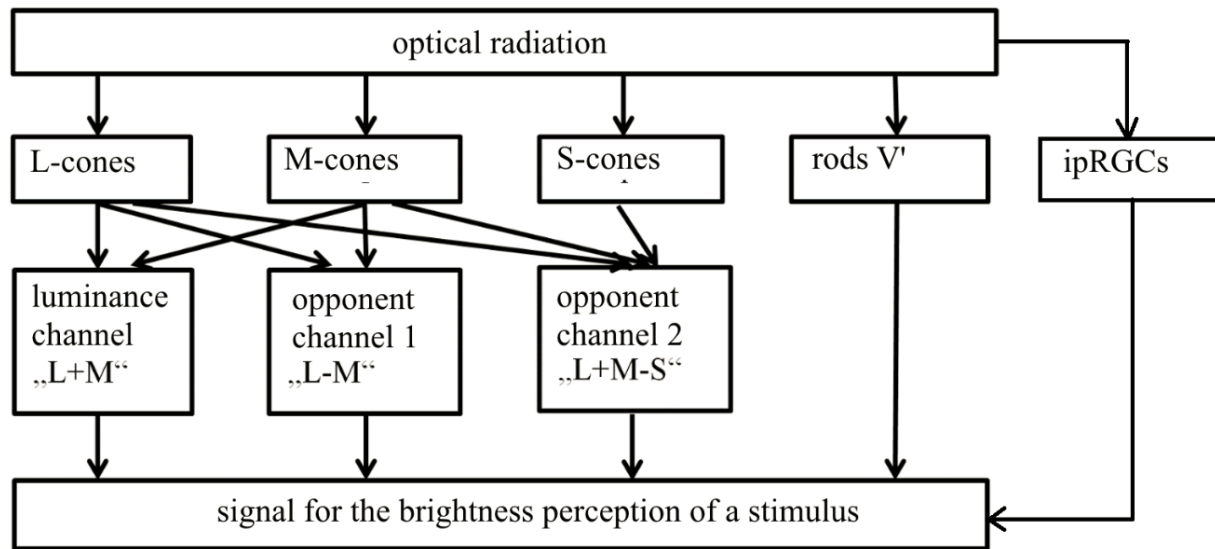 optical radiation
L-cones
M-cones
S-cones
rods V'
ipRGCs
luminance
channel
„L+M“
opponent
channel 1
„L-M“
opponent
channel 2
„L+M-S“
signal for the brightness perception of a stimulus